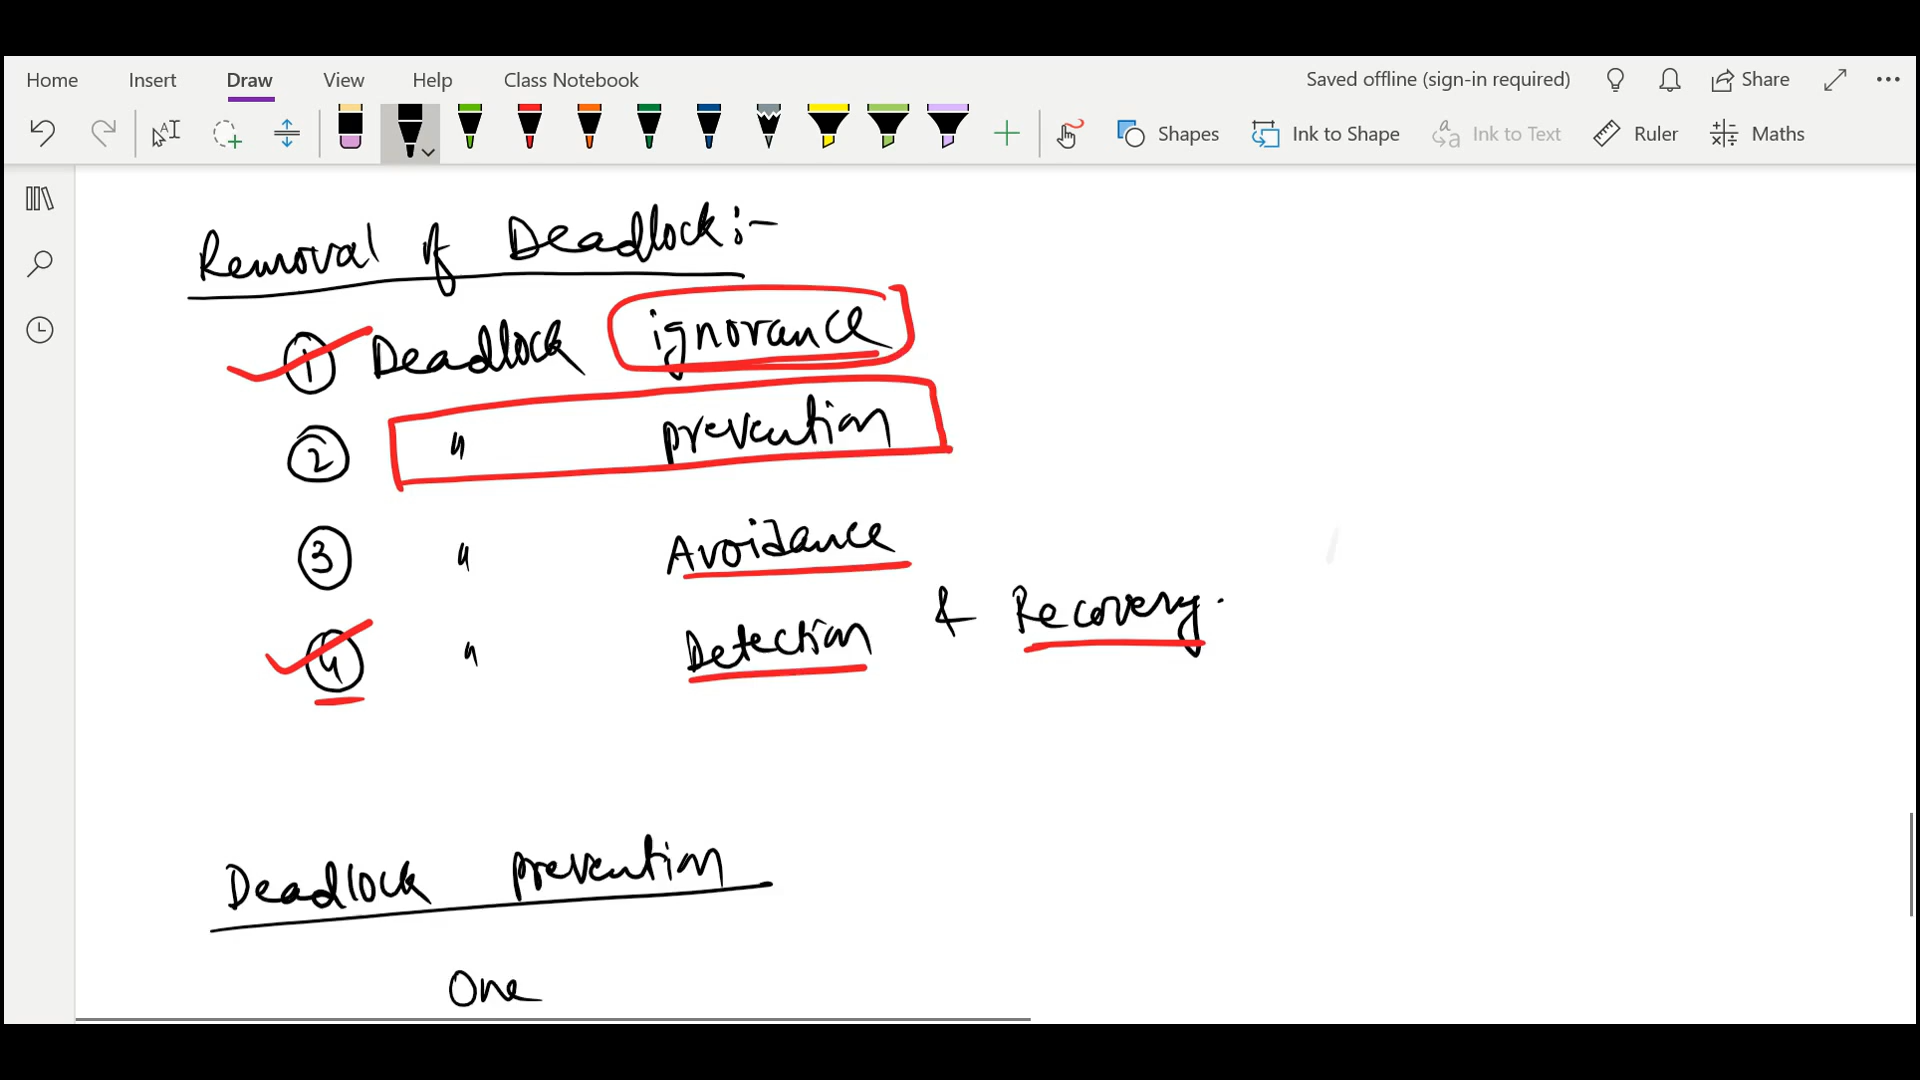 Home Insert Draw View Help Class Notebook Saved offline (sign-in required) Share
Shapes Ink to Shape Ink to Text Ruler Maths
Removal of Deadlock:-
① Deadlock ignorance
② " prevention
③ " Avoidance
④ " Detection & Recovery.
Deadlock prevention
One